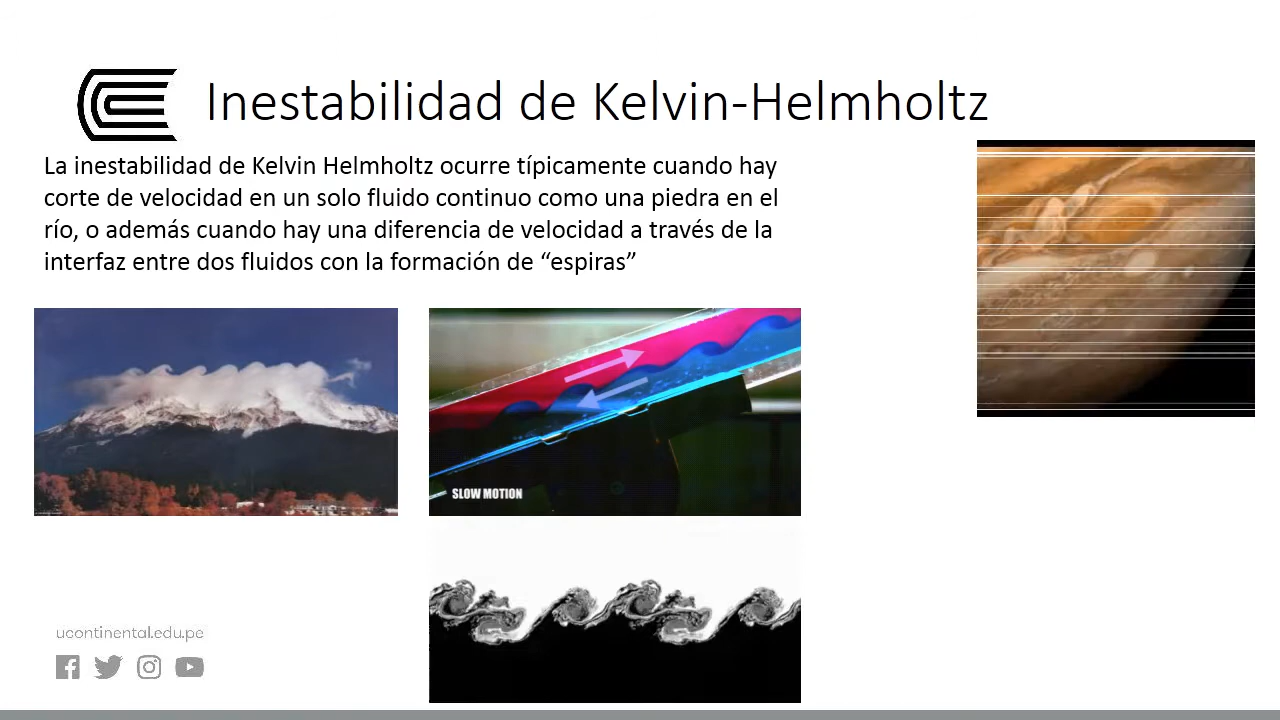 Inestabilidad de Kelvin-Helmholtz
La inestabilidad de Kelvin Helmholtz ocurre típicamente cuando hay
corte de velocidad en un solo fluido continuo como una piedra en el
río, o además cuando hay una diferencia de velocidad a través de la
interfaz entre dos fluidos con la formación de “espiras”
SLOW MOTION
ucontinental.edu.pe